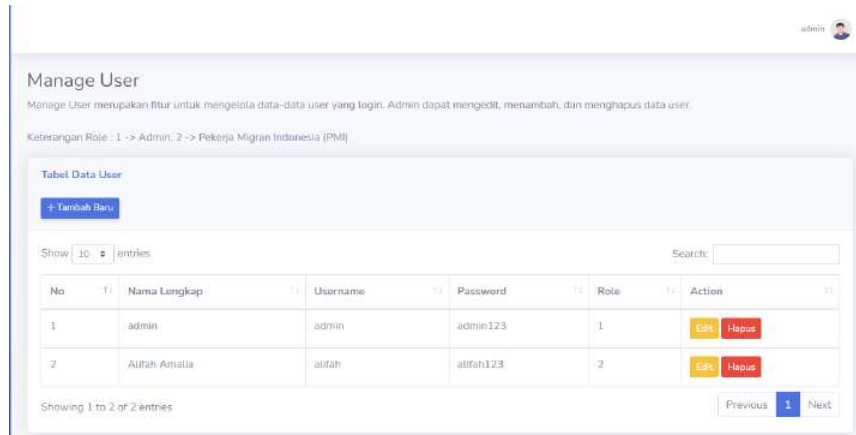 admin
Manage User
Manage User merupakan fitur untuk mengelola data-data user yang login. Admin dapat mengedit, menambah, dan menghapus data user.
Keterangan Role : 1 -> Admin, 2 -> Pekerja Migran Indonesia (PMI)
Tabel Data User
+ Tambah Baru
Show 10 entries Search:
No Nama Lengkap Username Password Role Action
1 admin admin admin123 1 Edit Hapus
2 Alifah Amalia alifah alifah123 2 Edit Hapus
Showing 1 to 2 of 2 entries Previous 1 Next